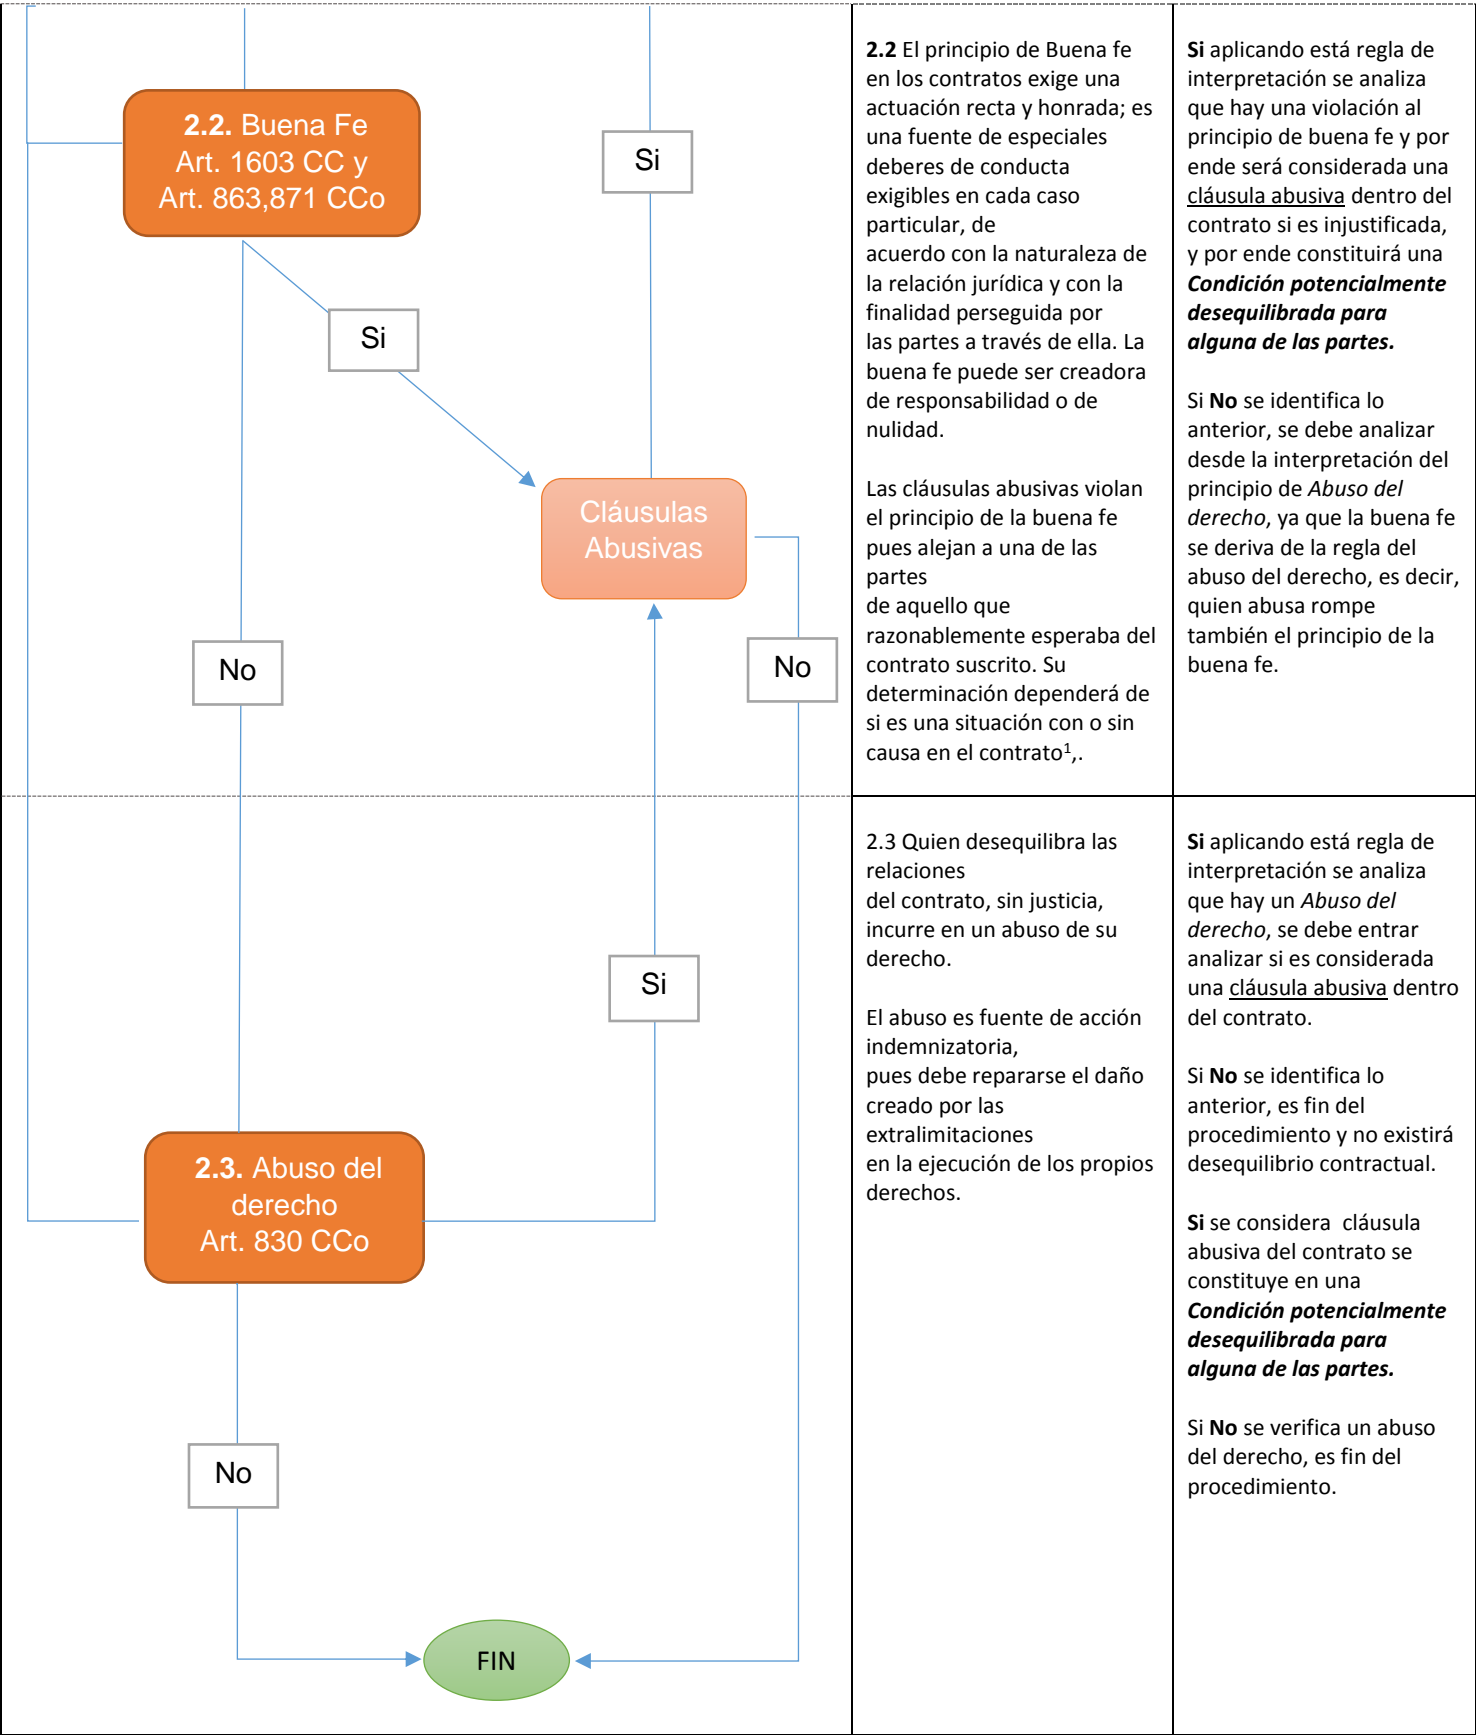 2.2. Buena Fe
Art. 1603 CC y
Art. 863,871 CCo
Si
Si
Cláusulas
Abusivas
No
No
2.2 El principio de Buena fe
en los contratos exige una
actuación recta y honrada; es
una fuente de especiales
deberes de conducta
exigibles en cada caso
particular, de
acuerdo con la naturaleza de
la relación jurídica y con la
finalidad perseguida por
las partes a través de ella. La
buena fe puede ser creadora
de responsabilidad o de
nulidad.
Las cláusulas abusivas violan
el principio de la buena fe
pues alejan a una de las
partes
de aquello que
razonablemente esperaba del
contrato suscrito. Su
determinación dependerá de
si es una situación con o sin
causa en el contrato¹,.
Si aplicando está regla de
interpretación se analiza
que hay una violación al
principio de buena fe y por
ende será considerada una
cláusula abusiva dentro del
contrato si es injustificada,
y por ende constituirá una
Condición potencialmente
desequilibrada para
alguna de las partes.
Si No se identifica lo
anterior, se debe analizar
desde la interpretación del
principio de Abuso del
derecho, ya que la buena fe
se deriva de la regla del
abuso del derecho, es decir,
quien abusa rompe
también el principio de la
buena fe.
Si
2.3. Abuso del
derecho
Art. 830 CCo
No
FIN
2.3 Quien desequilibra las
relaciones
del contrato, sin justicia,
incurre en un abuso de su
derecho.
El abuso es fuente de acción
indemnizatoria,
pues debe repararse el daño
creado por las
extralimitaciones
en la ejecución de los propios
derechos.
Si aplicando está regla de
interpretación se analiza
que hay un Abuso del
derecho, se debe entrar
analizar si es considerada
una cláusula abusiva dentro
del contrato.
Si No se identifica lo
anterior, es fin del
procedimiento y no existirá
desequilibrio contractual.
Si se considera cláusula
abusiva del contrato se
constituye en una
Condición potencialmente
desequilibrada para
alguna de las partes.
Si No se verifica un abuso
del derecho, es fin del
procedimiento.